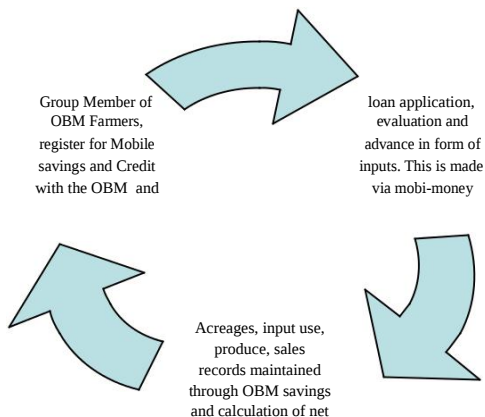 Group Member of
OBM Farmers,
register for Mobile
savings and Credit
with the OBM and
loan application,
evaluation and
advance in form of
inputs. This is made
via mobi-money
Acreages, input use,
produce, sales
records maintained
through OBM savings
and calculation of net